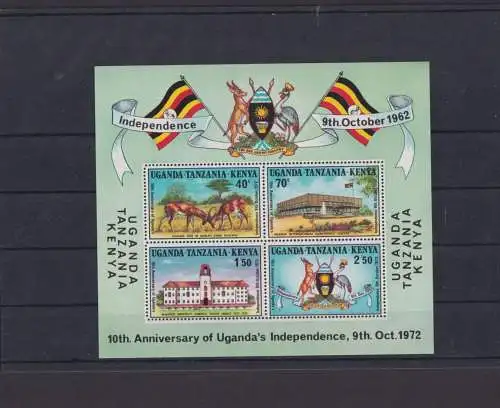 Independence
9th.October 1962
UGANDA·TANZANIA·KENYA
40c
UGANDA·TANZANIA·KENYA
70c
UGANDA·TANZANIA·KENYA
1'50
UGANDA·TANZANIA·KENYA
2'50
UGANDA
TANZANIA
KENYA
UGANDA
TANZANIA
KENYA
10th. Anniversary of Uganda's Independence, 9th. Oct. 1972